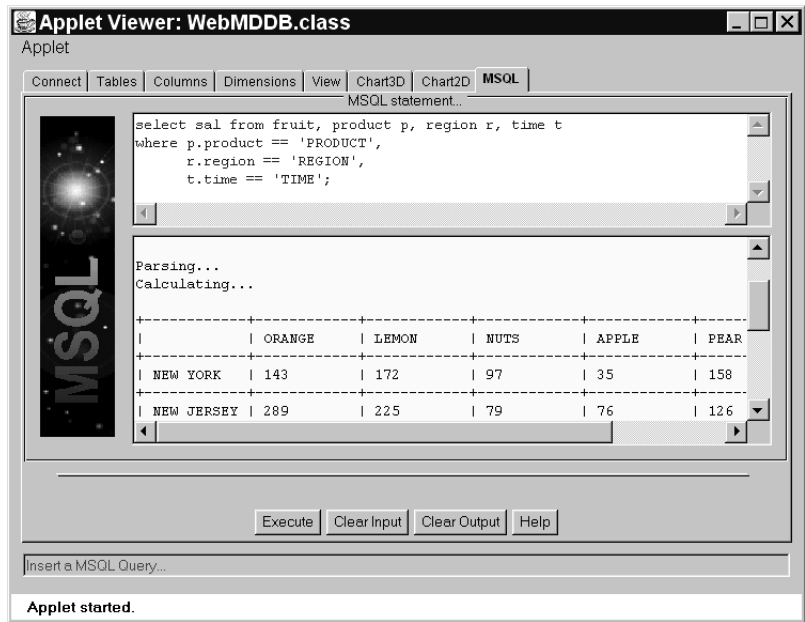 Applet Viewer: WebMDDB.class
Applet
Connect Tables Columns Dimensions View Chart3D Chart2D MSQL
MSQL statement...
select sal from fruit, product p, region r, time t
where p.product == 'PRODUCT',
      r.region == 'REGION',
      t.time == 'TIME';
MSQL
Parsing...
Calculating...
+------------+------------+------------+------------+------------+------
|            | ORANGE     | LEMON      | NUTS       | APPLE      | PEAR
+------------+------------+------------+------------+------------+------
| NEW YORK   | 143        | 172        | 97         | 35         | 158
+------------+------------+------------+------------+------------+------
| NEW JERSEY | 289        | 225        | 79         | 76         | 126
Execute Clear Input Clear Output Help
Insert a MSQL Query...
Applet started.